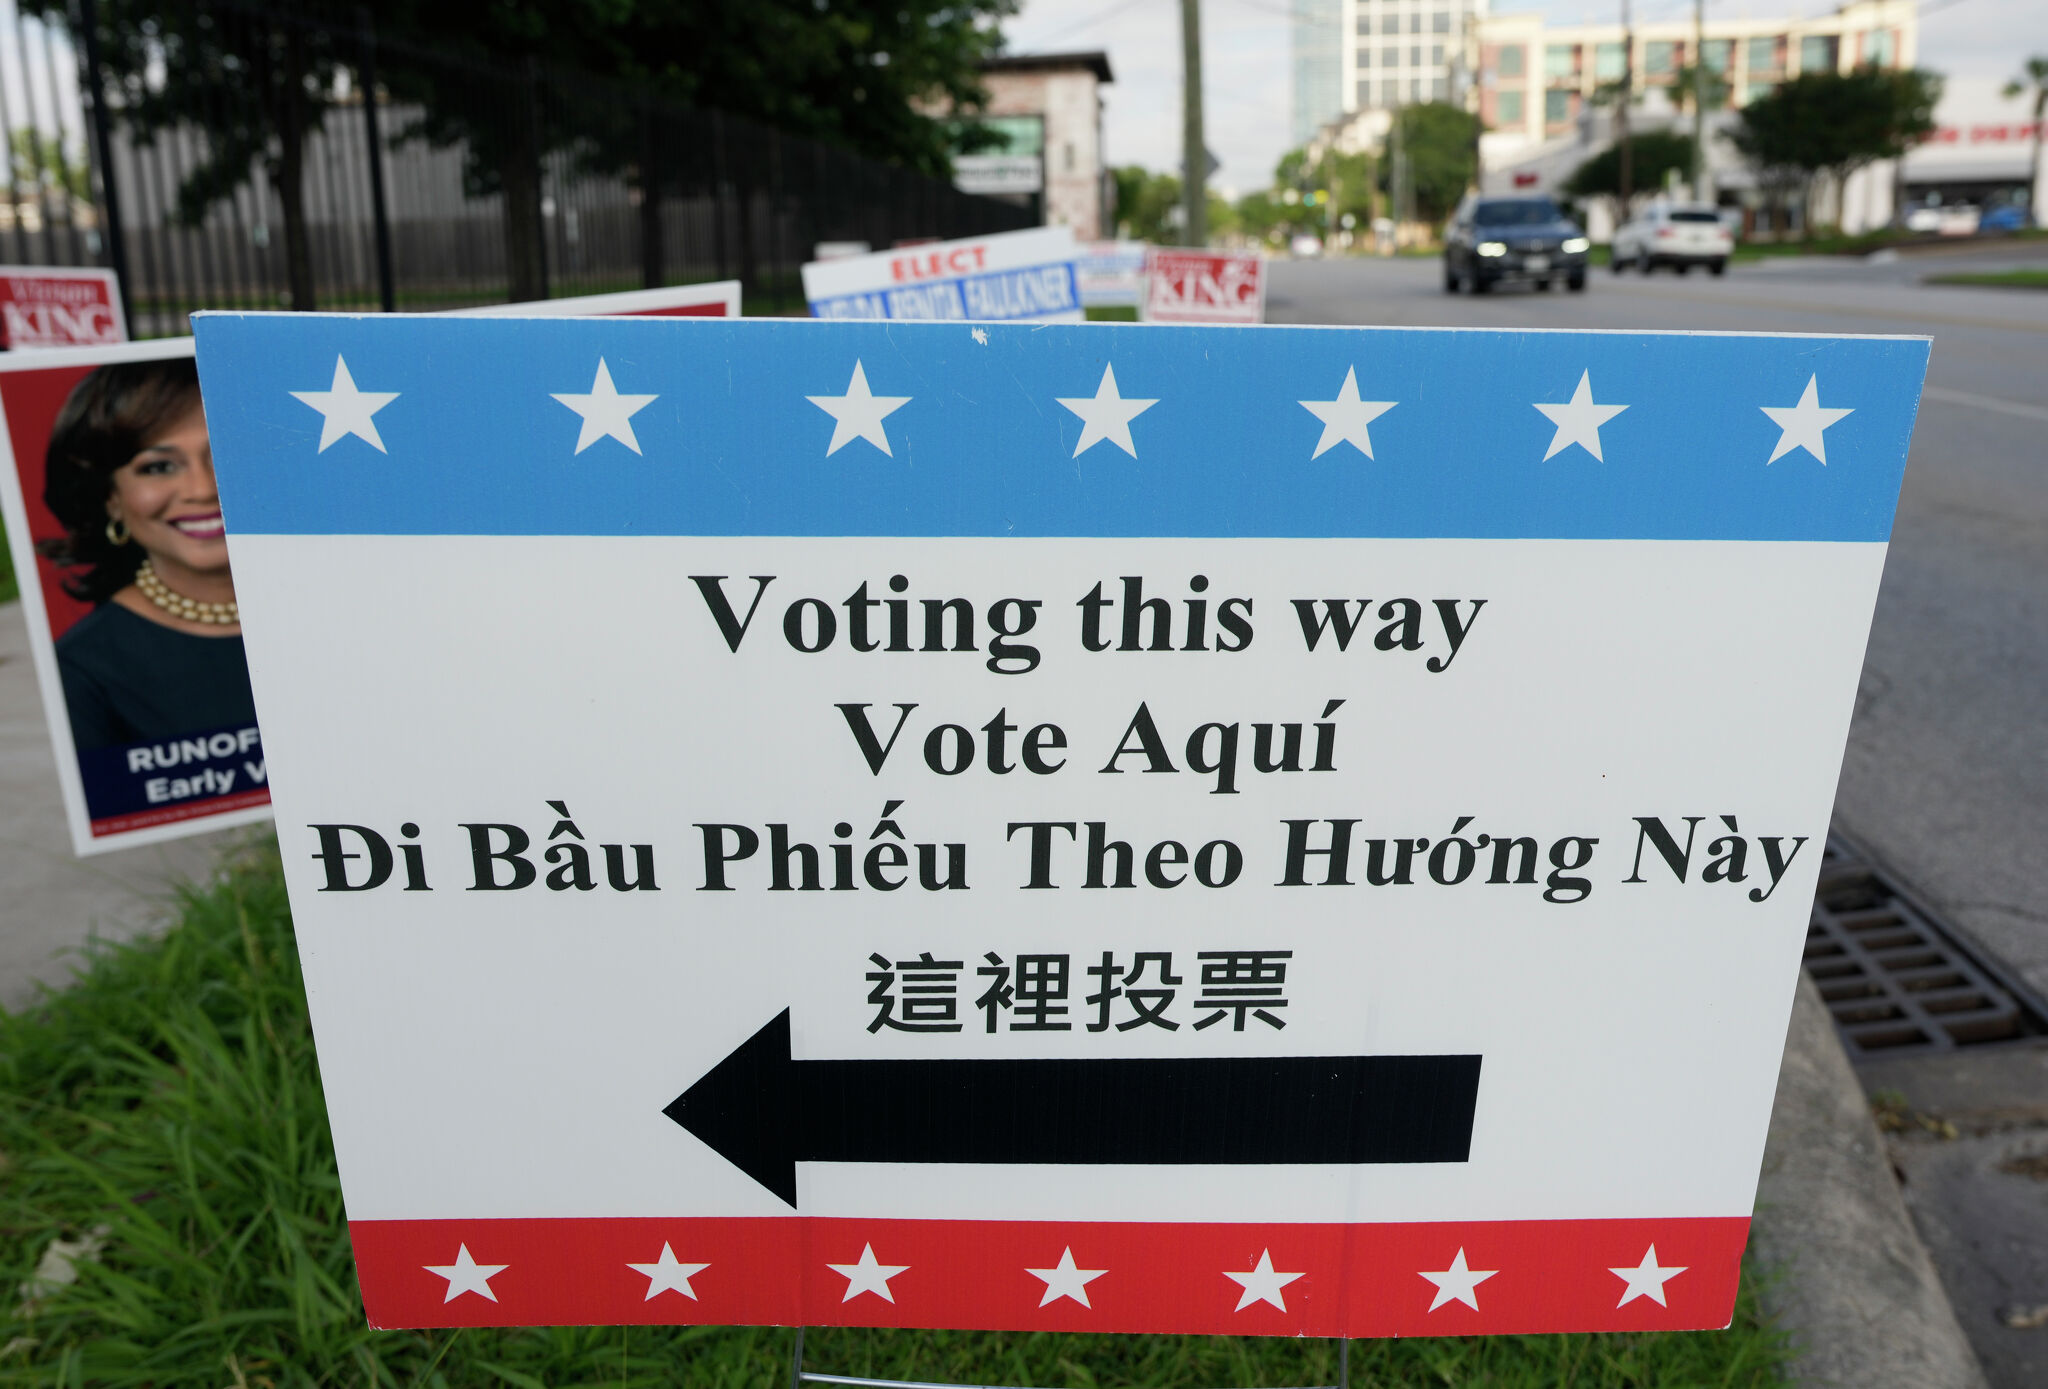 Voting this way
Vote Aquí
Đi Bầu Phiếu Theo Hướng Này
這裡投票
ELECT
FAULKNER
KING
KING
RUNOF
Early V